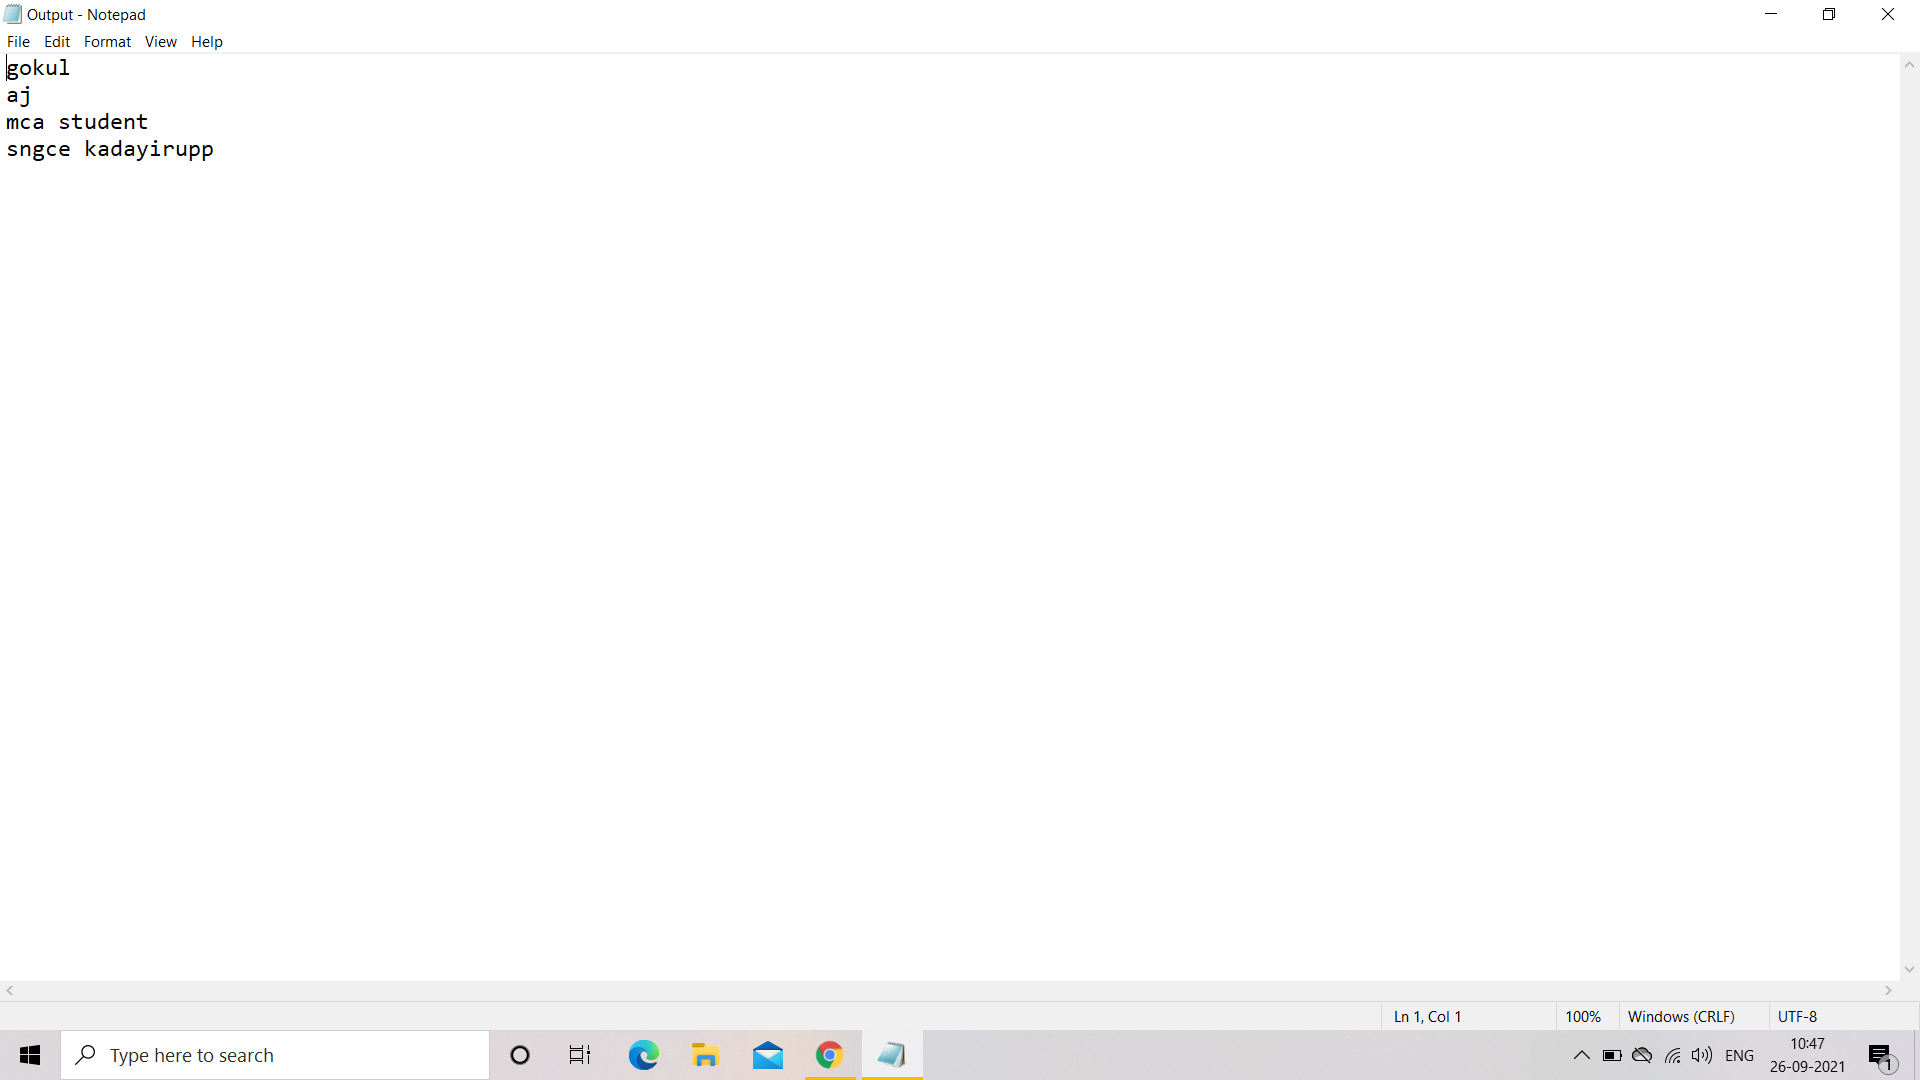 Output - Notepad
File Edit Format View Help
gokul
aj
mca student
sngce kadayirupp
Ln 1, Col 1 100% Windows (CRLF) UTF-8
Type here to search
ENG
10:47
26-09-2021
1